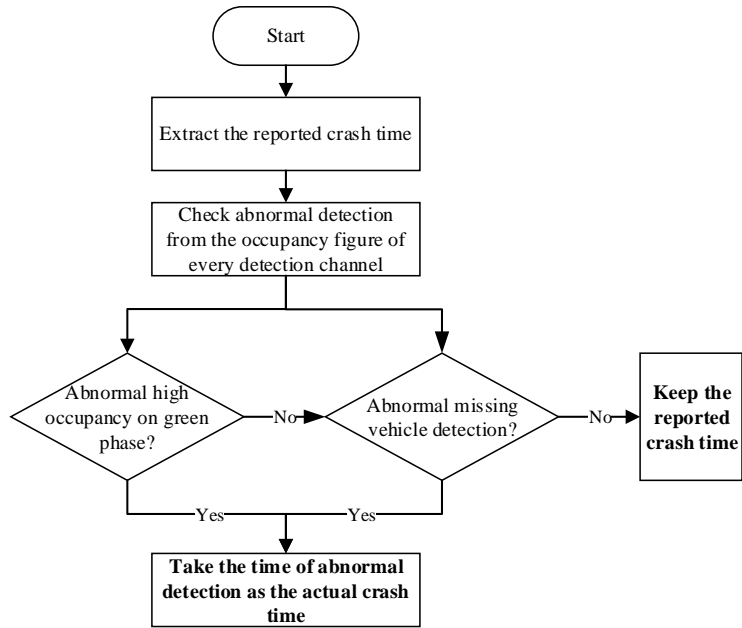 Start
Extract the reported crash time
Check abnormal detection
from the occupancy figure of
every detection channel
Abnormal high
occupancy on green
phase?
No
Abnormal missing
vehicle detection?
No
Keep the
reported
crash time
Yes
Yes
Take the time of abnormal
detection as the actual crash
time